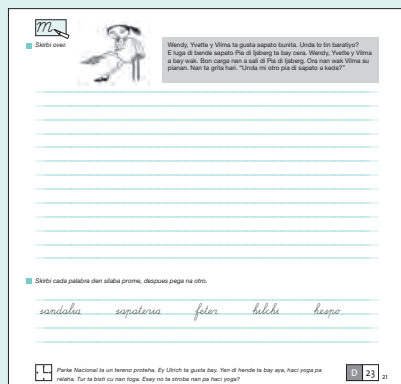 m
Skirbi over.
Wendy, Yvette y Vilma ta gusta sapato bunita. Unda lo tin baratiyo?
E luga di bende sapato Pia di Ijsberg ta bay cera. Wendy, Yvette y Vilma
a bay wak. Bon carga nan a sali di Pia di Ijsberg. Ora nan wak Vilma su
pianan. Nan ta grita hari. "Unda mi otro pia di sapato a keda?"
Skirbi cada palabra den silaba prome, despues pega na otro.
sandalia sapateria feter hilchi hespo
Parke Nacional ta un tereno proteha. Ey Ulrich ta gusta bay. Yen di hende ta bay aya, haci yoga pa
relaha. Tur ta bisti cu nan toga. Esey no ta stroba nan pa haci yoga?
D 23
21